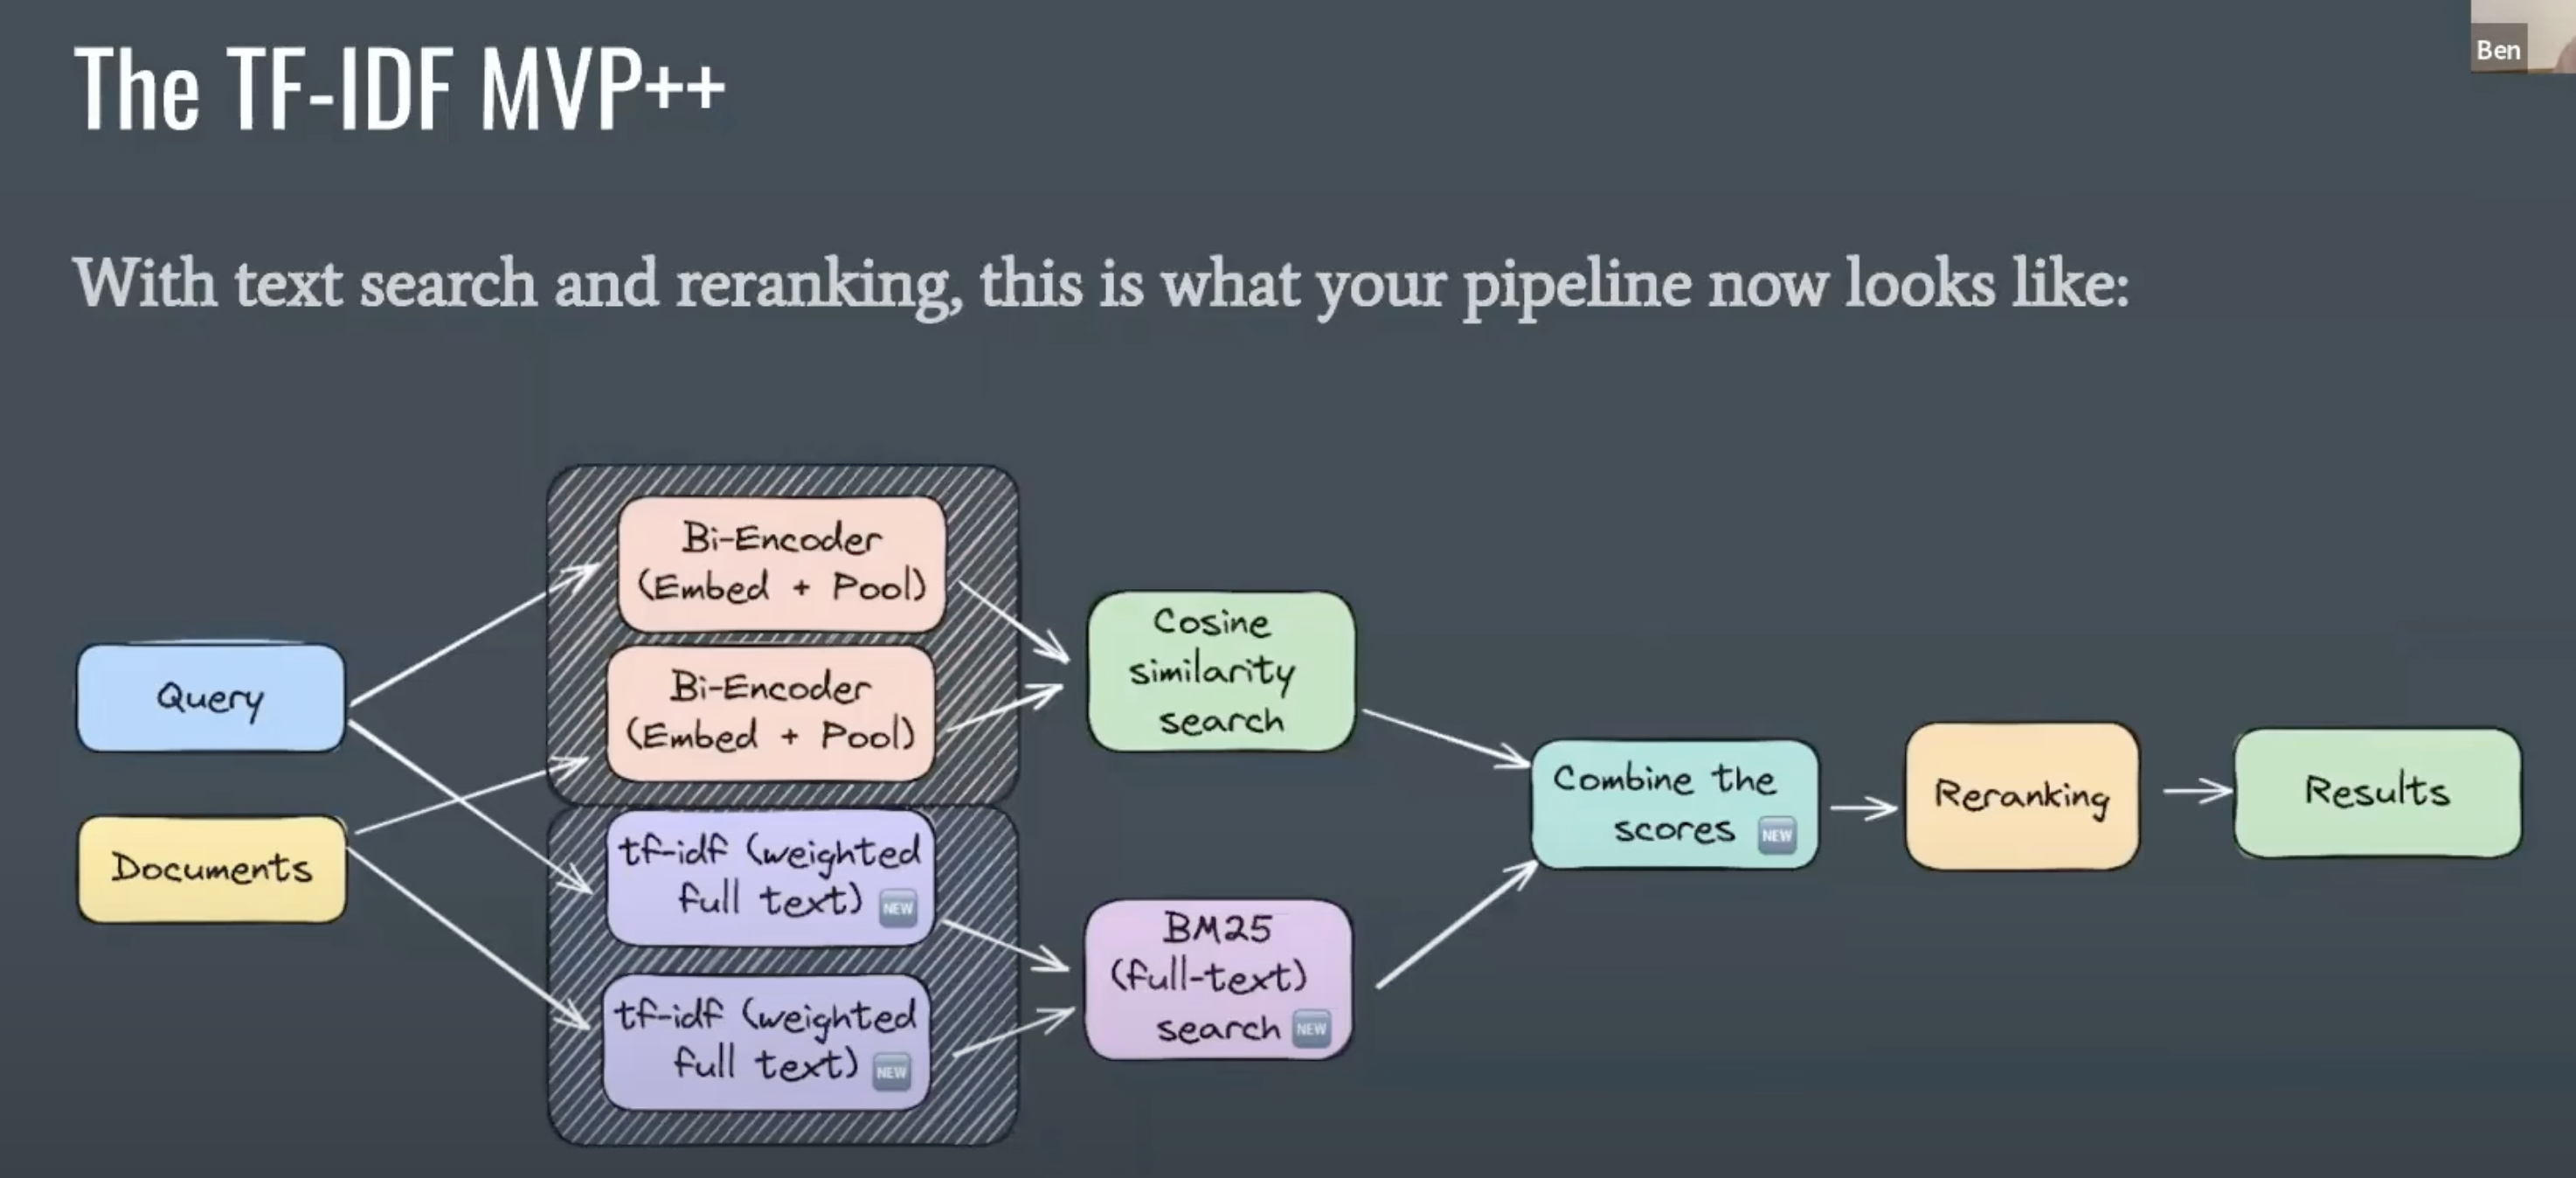 The TF-IDF MVP++
Ben
With text search and reranking, this is what your pipeline now looks like:
Query
Documents
Bi-Encoder
(Embed + Pool)
Bi-Encoder
(Embed + Pool)
tf-idf (weighted
full text) NEW
tf-idf (weighted
full text) NEW
Cosine
similarity
search
BM25
(full-text)
search NEW
Combine the
scores NEW
Reranking
Results